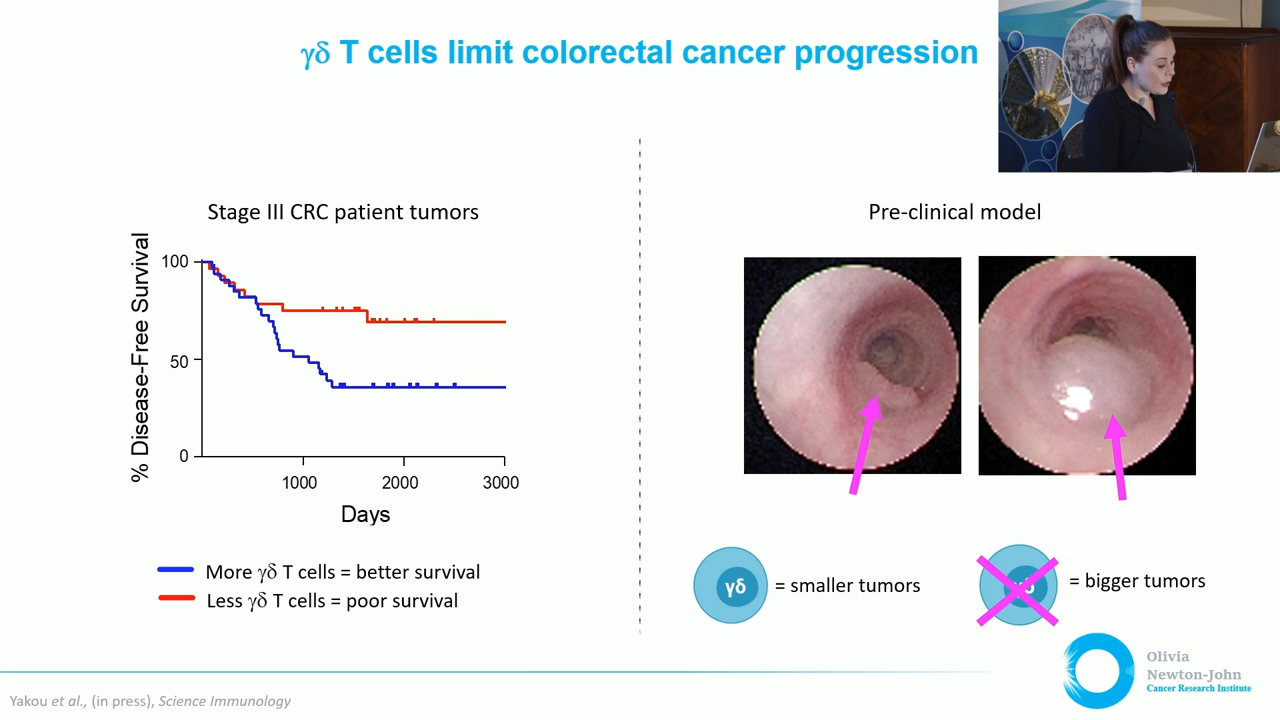 γδ T cells limit colorectal cancer progression
Stage III CRC patient tumors
% Disease-Free Survival
100
50
0
1000
2000
3000
Days
More γδ T cells = better survival
Less γδ T cells = poor survival
Pre-clinical model
γδ
= smaller tumors
= bigger tumors
Olivia
Newton-John
Cancer Research Institute
Yakou et al., (in press), Science Immunology